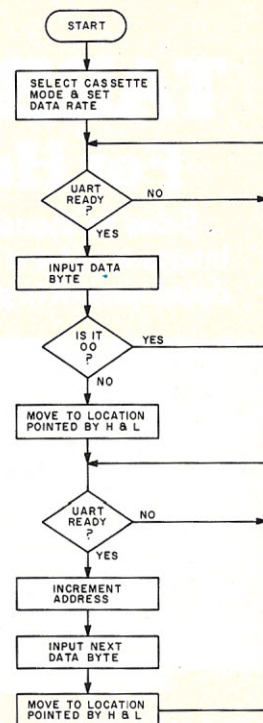 START
SELECT CASSETTE
MODE & SET
DATA RATE
UART
READY
?
NO
YES
INPUT DATA
BYTE
IS IT
OO
?
YES
NO
MOVE TO LOCATION
POINTED BY H & L
UART
READY
?
NO
YES
INCREMENT
ADDRESS
INPUT NEXT
DATA BYTE
MOVE TO LOCATION
POINTED BY H & L